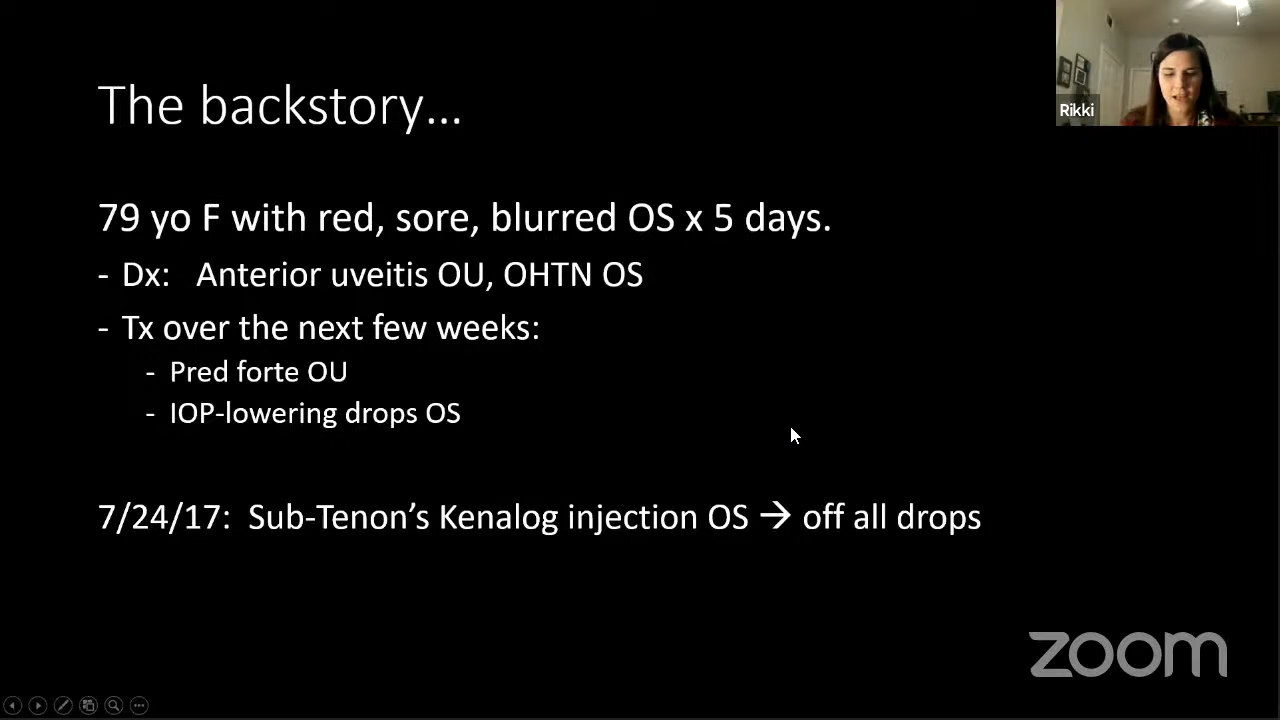 The backstory...
Rikki
79 yo F with red, sore, blurred OS x 5 days.
- Dx: Anterior uveitis OU, OHTN OS
- Tx over the next few weeks:
- Pred forte OU
- IOP-lowering drops OS
7/24/17: Sub-Tenon’s Kenalog injection OS → off all drops
zoom